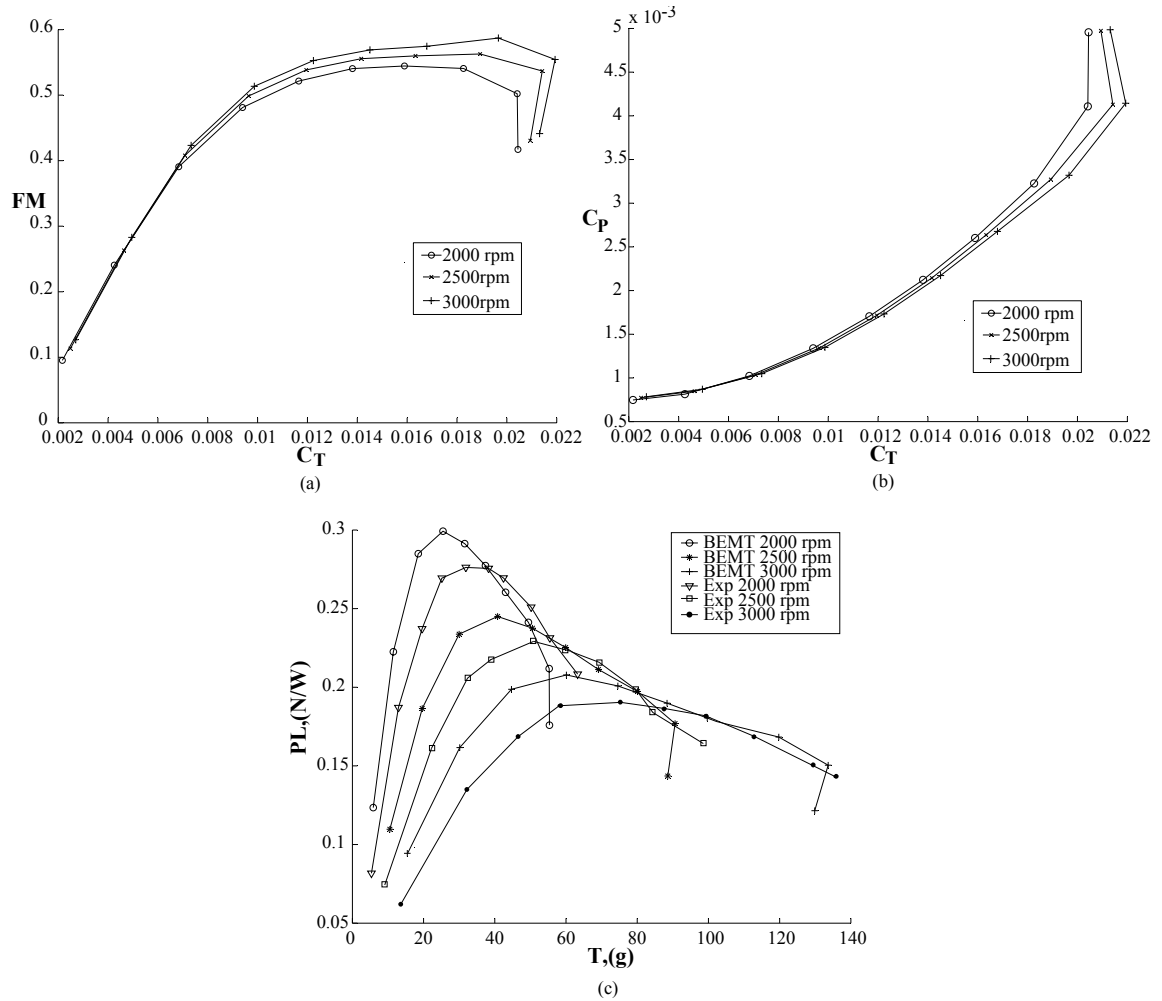 0.6
0.5
0.4
0.3
0.2
0.1
0
FM
0.002 0.004 0.006 0.008 0.01 0.012 0.014 0.016 0.018 0.02 0.022
C_T
2000 rpm
2500rpm
3000rpm
(a)
x 10^-3
5
4.5
4
3.5
3
2.5
2
1.5
1
0.5
C_P
0.002 0.004 0.006 0.008 0.01 0.012 0.014 0.016 0.018 0.02 0.022
C_T
2000 rpm
2500rpm
3000rpm
(b)
0.3
0.25
0.2
0.15
0.1
0.05
PL,(N/W)
0 20 40 60 80 100 120 140
T,(g)
BEMT 2000 rpm
BEMT 2500 rpm
BEMT 3000 rpm
Exp 2000 rpm
Exp 2500 rpm
Exp 3000 rpm
(c)